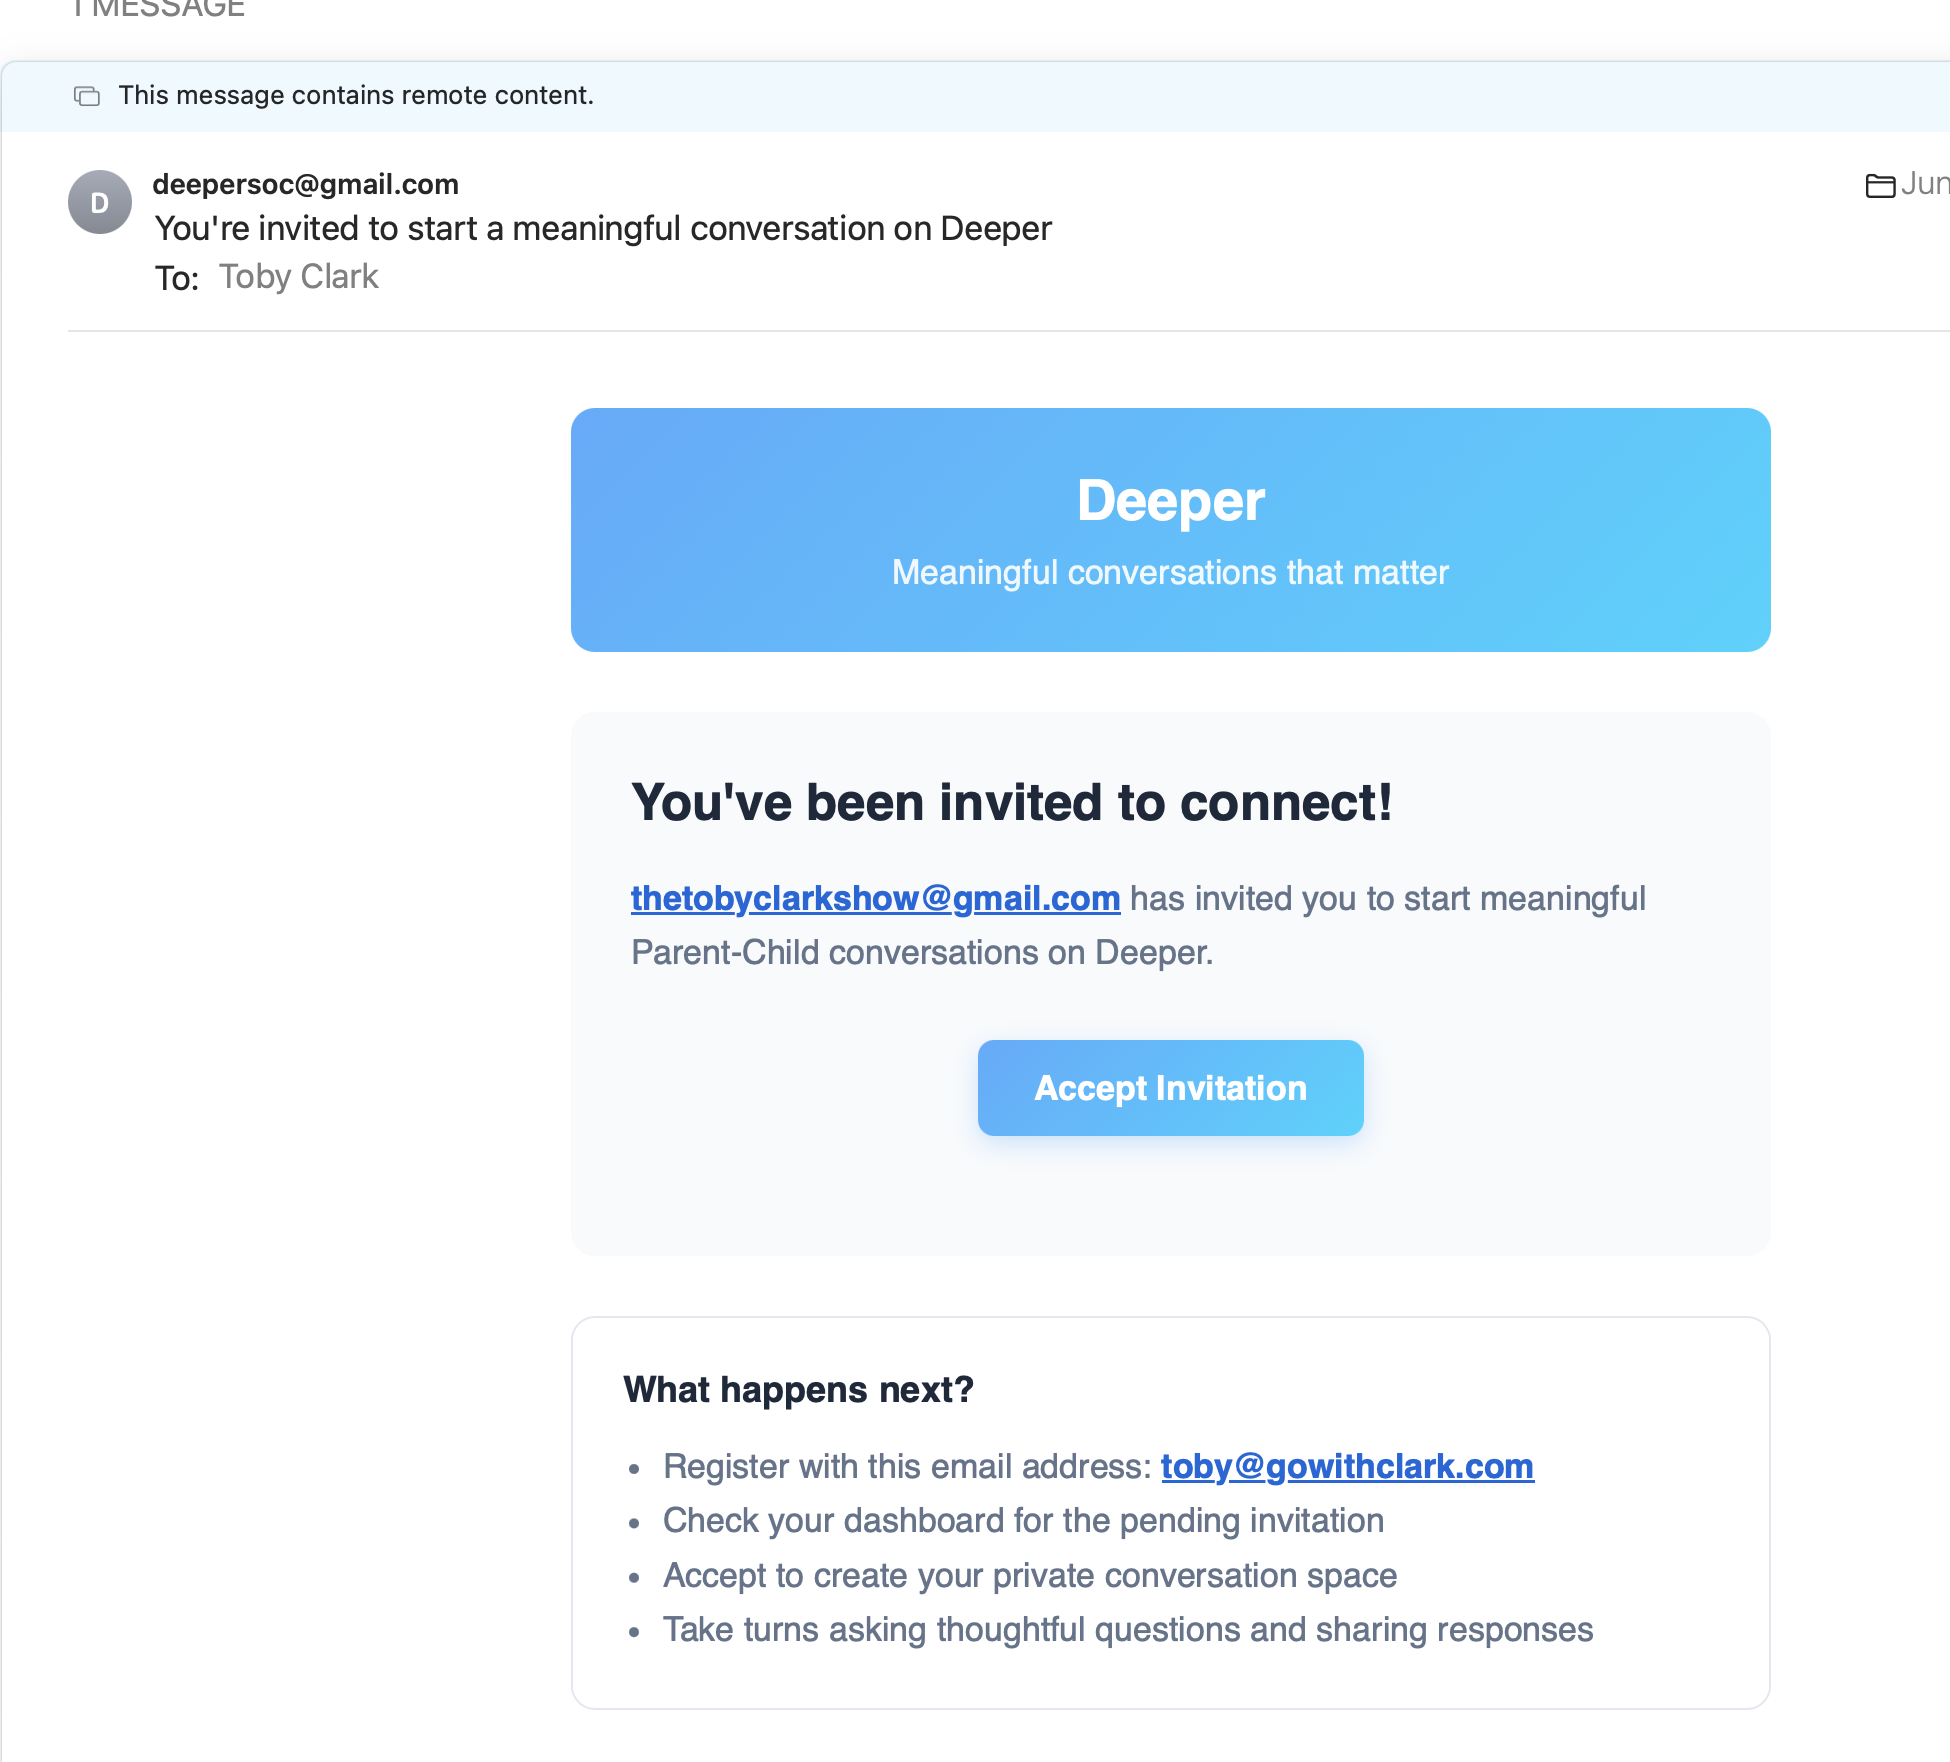 1 MESSAGE
This message contains remote content.
D
deepersoc@gmail.com
Jun
You're invited to start a meaningful conversation on Deeper
To: Toby Clark
Deeper
Meaningful conversations that matter
You've been invited to connect!
thetobyclarkshow@gmail.com has invited you to start meaningful
Parent-Child conversations on Deeper.
Accept Invitation
What happens next?
• Register with this email address: toby@gowithclark.com
• Check your dashboard for the pending invitation
• Accept to create your private conversation space
• Take turns asking thoughtful questions and sharing responses